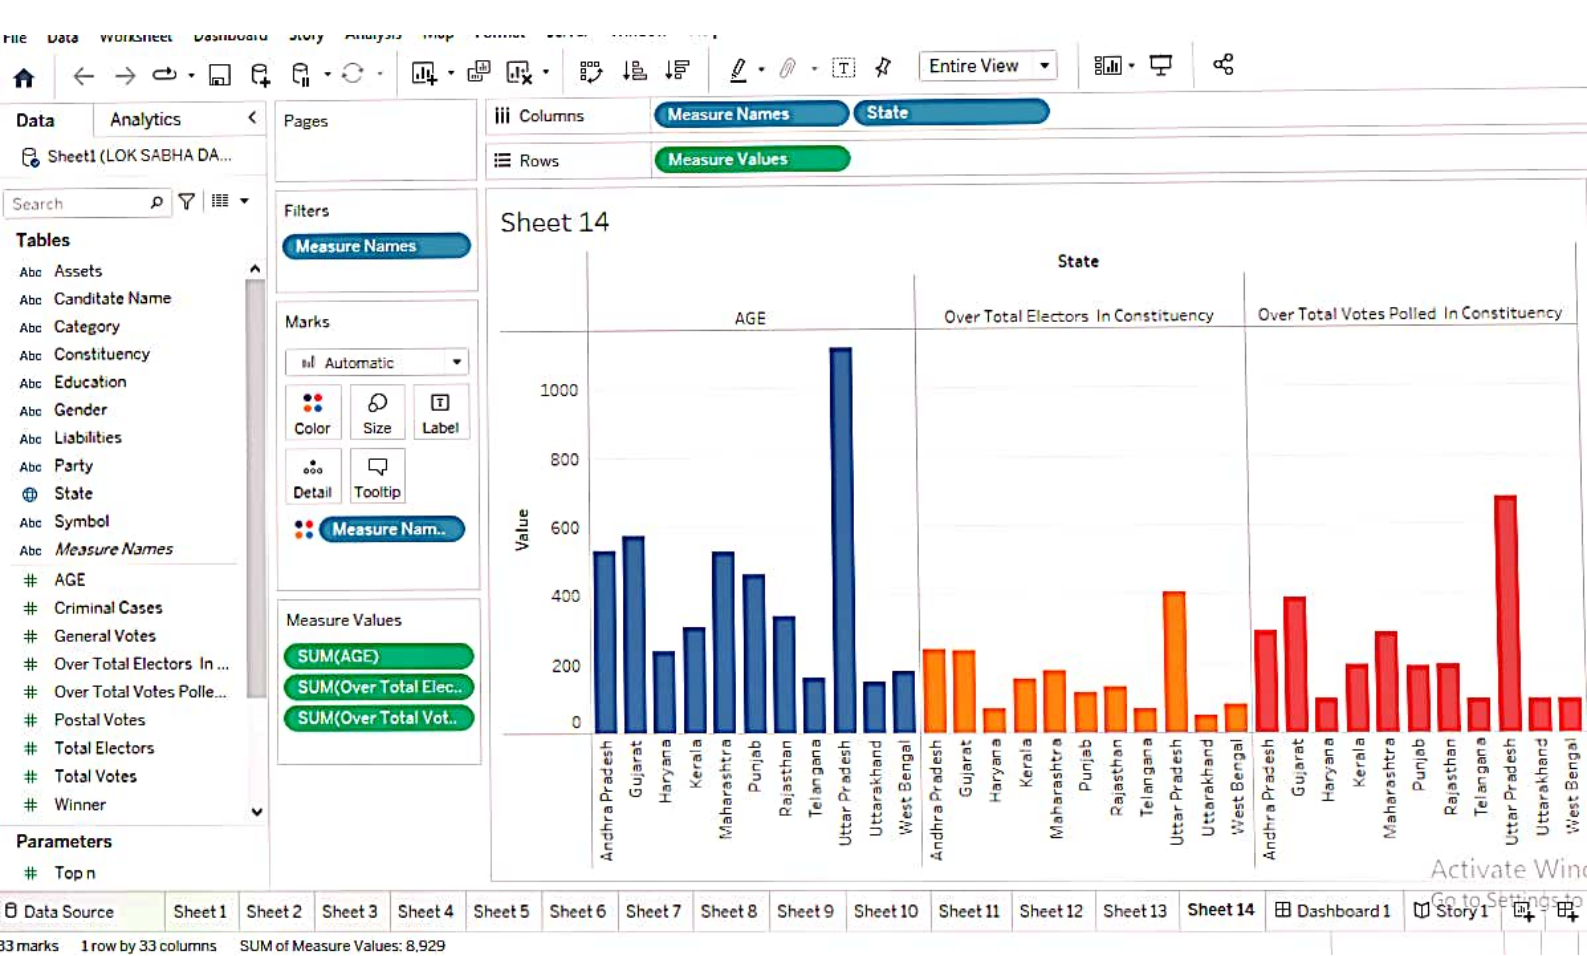 File Data Worksheet Dashboard Story Analysis Map Format
Entire View
Data Analytics
Pages
iii Columns Measure Names State
Sheet1 (LOK SABHA DA...
Rows Measure Values
Search
Filters
Measure Names
Sheet 14
Tables
Abc Assets
Abc Canditate Name
Abc Category
Abc Constituency
Abc Education
Abc Gender
Abc Liabilities
Abc Party
State
Abc Symbol
Abc Measure Names
# AGE
# Criminal Cases
# General Votes
# Over Total Electors In ...
# Over Total Votes Polle...
# Postal Votes
# Total Electors
# Total Votes
# Winner
Parameters
# Top n
Marks
Automatic
Color Size Label
Detail Tooltip
Measure Nam..
Measure Values
SUM(AGE)
SUM(Over Total Elec..
SUM(Over Total Vot..
State
AGE Over Total Electors In Constituency Over Total Votes Polled In Constituency
Value
1000
800
600
400
200
0
Andhra Pradesh Gujarat Haryana Kerala Maharashtra Punjab Rajasthan Telangana Uttar Pradesh Uttarakhand West Bengal
Andhra Pradesh Gujarat Haryana Kerala Maharashtra Punjab Rajasthan Telangana Uttar Pradesh Uttarakhand West Bengal
Andhra Pradesh Gujarat Haryana Kerala Maharashtra Punjab Rajasthan Telangana Uttar Pradesh Uttarakhand West Bengal
Activate Wind
Go to Settings to
Data Source Sheet 1 Sheet 2 Sheet 3 Sheet 4 Sheet 5 Sheet 6 Sheet 7 Sheet 8 Sheet 9 Sheet 10 Sheet 11 Sheet 12 Sheet 13 Sheet 14 Dashboard 1 Story 1
33 marks 1 row by 33 columns SUM of Measure Values: 8,929